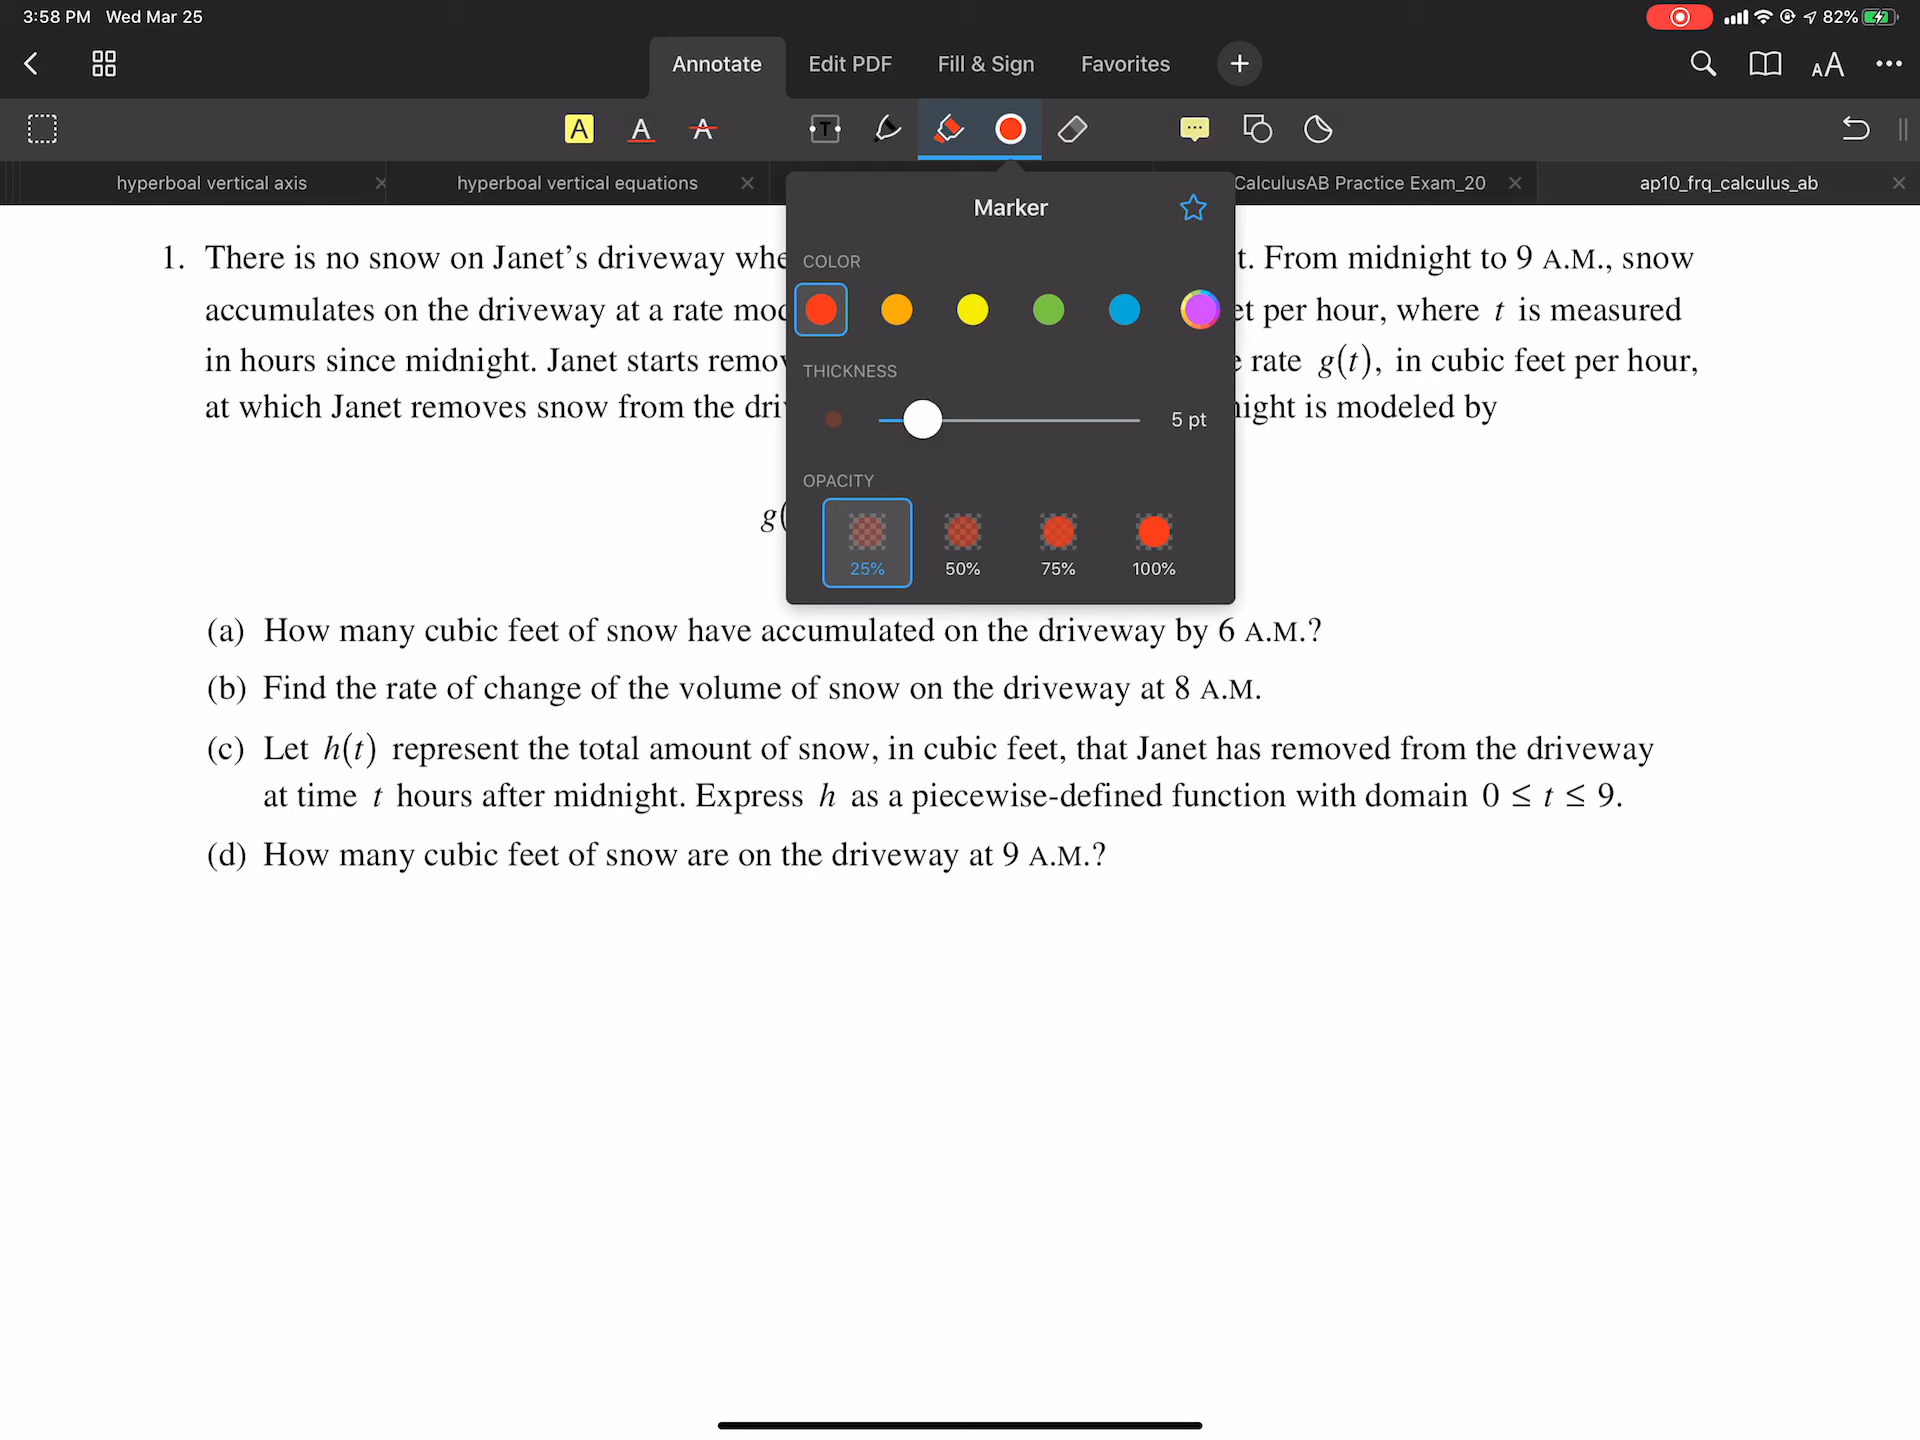 3:58 PM Wed Mar 25 82%
Annotate Edit PDF Fill & Sign Favorites
hyperboal vertical axis hyperboal vertical equations CalculusAB Practice Exam_20 ap10_frq_calculus_ab
Marker
COLOR
THICKNESS
5 pt
OPACITY
25% 50% 75% 100%
1. There is no snow on Janet's driveway t. From midnight to 9 A.M., snow
accumulates on the driveway at a rate per hour, where t is measured
in hours since midnight. Janet starts rate g(t), in cubic feet per hour,
at which Janet removes snow from the is modeled by
g(
(a) How many cubic feet of snow have accumulated on the driveway by 6 A.M.?
(b) Find the rate of change of the volume of snow on the driveway at 8 A.M.
(c) Let h(t) represent the total amount of snow, in cubic feet, that Janet has removed from the driveway
at time t hours after midnight. Express h as a piecewise-defined function with domain 0 ≤ t ≤ 9.
(d) How many cubic feet of snow are on the driveway at 9 A.M.?